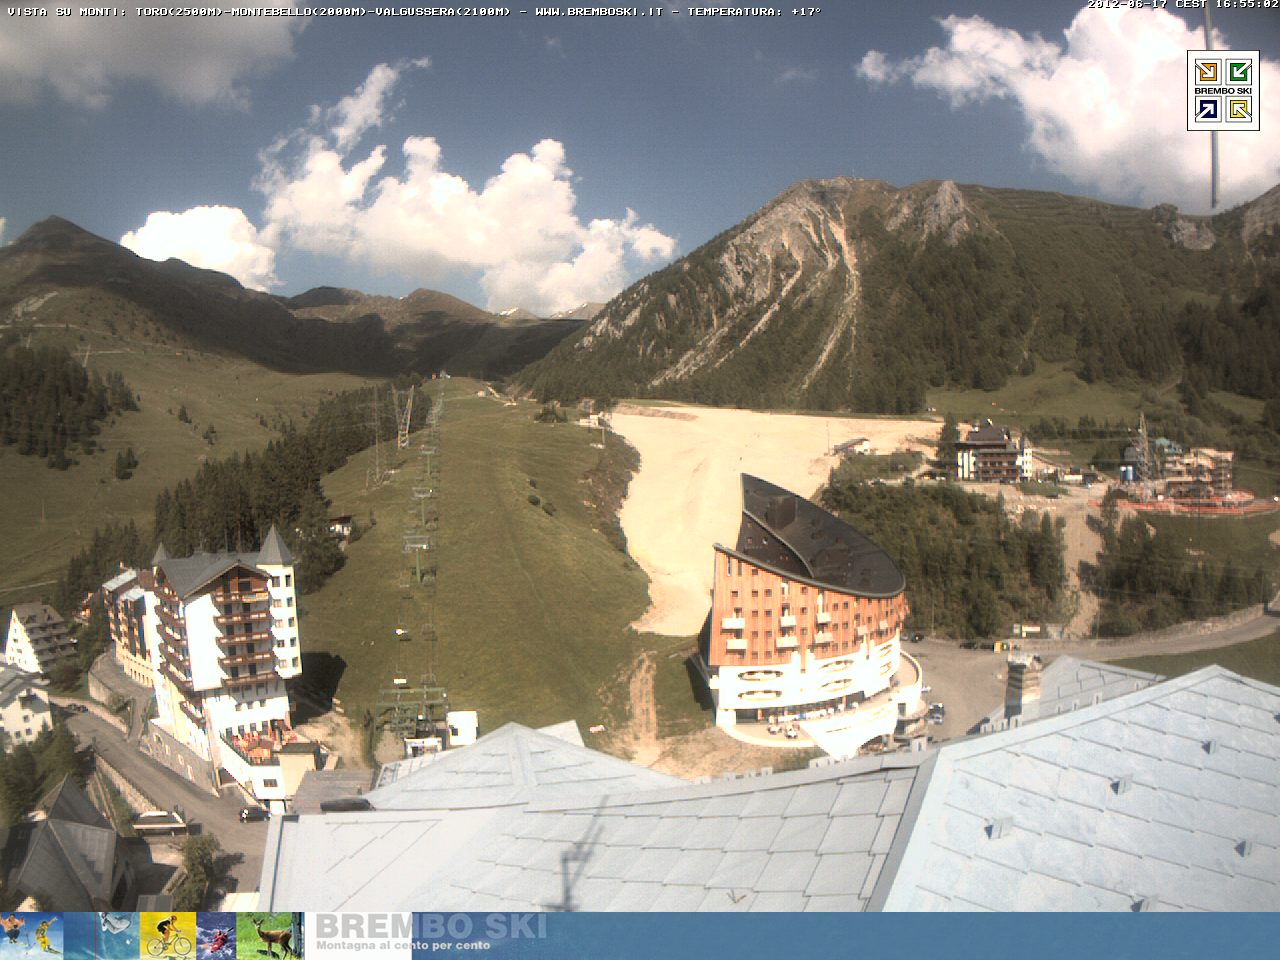 VISTA SU MONTI: TORO(2500M)-MONTEBELLO(2000M)-VALGUSSERA(2100M) - WWW.BREMBOSKI.IT - TEMPERATURA: +17°
2012-06-17 CEST 16:55:02
BREMBO SKI
BREMBO SKI
Montagna al cento per cento